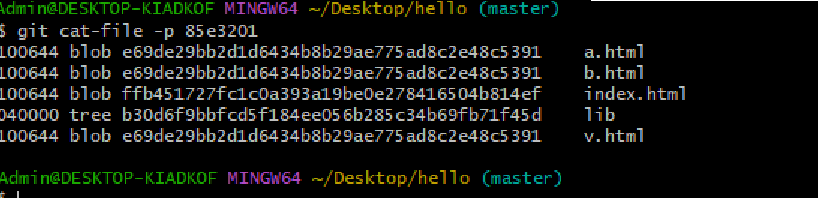 Admin@DESKTOP-KIADKOF MINGW64 ~/Desktop/hello (master)
$ git cat-file -p 85e3201
100644 blob e69de29bb2d1d6434b8b29ae775ad8c2e48c5391    a.html
100644 blob e69de29bb2d1d6434b8b29ae775ad8c2e48c5391    b.html
100644 blob ffb451727fc1c0a393a19be0e278416504b814ef    index.html
040000 tree b30d6f9bbfcd5f184ee056b285c34b69fb71f45d    lib
100644 blob e69de29bb2d1d6434b8b29ae775ad8c2e48c5391    v.html
Admin@DESKTOP-KIADKOF MINGW64 ~/Desktop/hello (master)
$